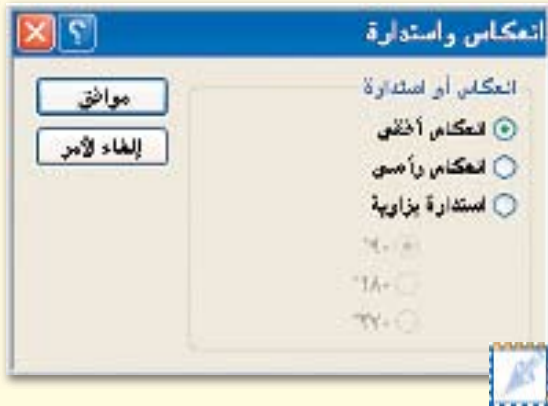 انعكاس واستدارة
انعكاس أو استدارة
انعكاس أفقي
انعكاس رأسي
استدارة بزاوية
°٩٠
°١٨٠
°٢٧٠
موافق
إلغاء الأمر